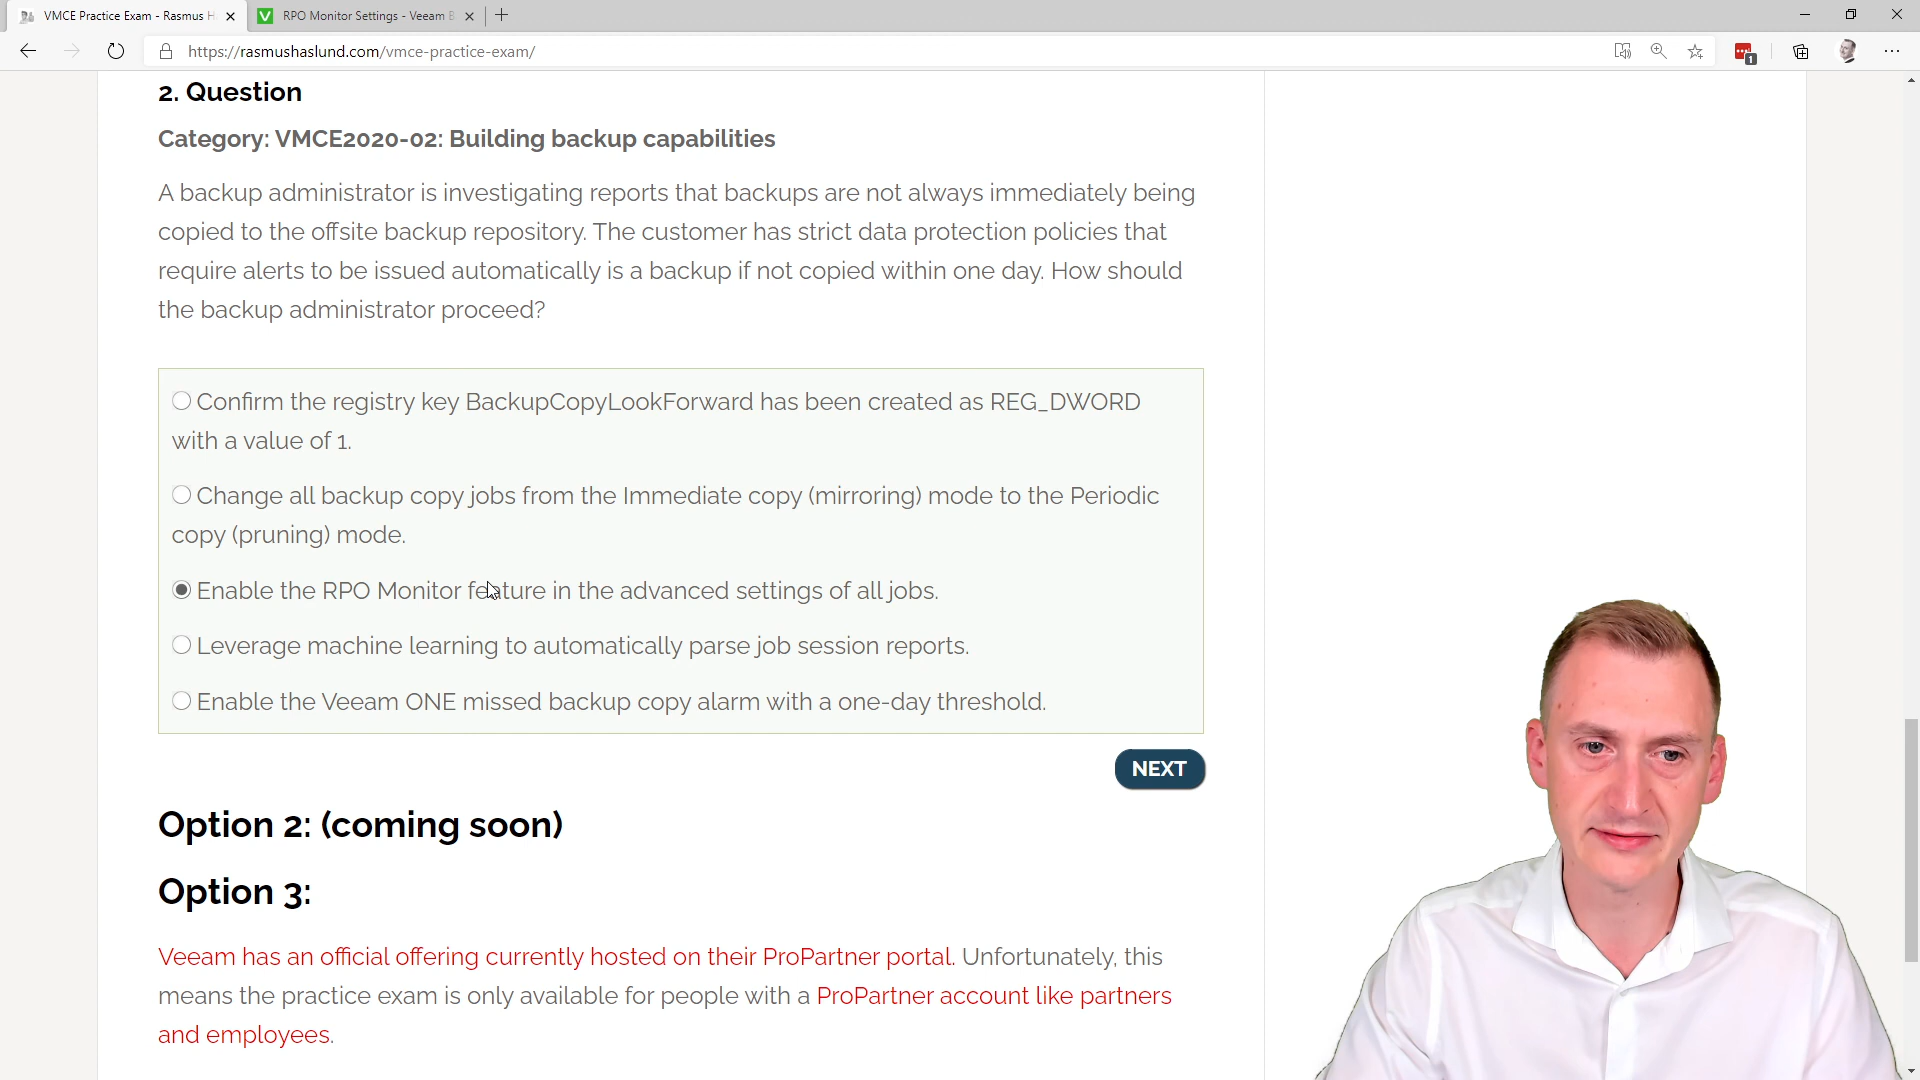 VMCE Practice Exam - Rasmus H
RPO Monitor Settings - Veeam B
https://rasmushaslund.com/vmce-practice-exam/
1
2. Question
Category: VMCE2020-02: Building backup capabilities
A backup administrator is investigating reports that backups are not always immediately being
copied to the offsite backup repository. The customer has strict data protection policies that
require alerts to be issued automatically is a backup if not copied within one day. How should
the backup administrator proceed?
Confirm the registry key BackupCopyLookForward has been created as REG_DWORD
with a value of 1.
Change all backup copy jobs from the Immediate copy (mirroring) mode to the Periodic
copy (pruning) mode.
Enable the RPO Monitor feature in the advanced settings of all jobs.
Leverage machine learning to automatically parse job session reports.
Enable the Veeam ONE missed backup copy alarm with a one-day threshold.
NEXT
Option 2: (coming soon)
Option 3:
Veeam has an official offering currently hosted on their ProPartner portal. Unfortunately, this
means the practice exam is only available for people with a ProPartner account like partners
and employees.